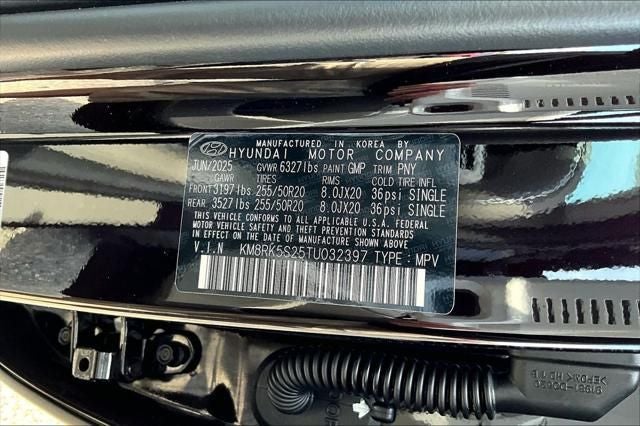 MANUFACTURED IN KOREA BY
HYUNDAI MOTOR COMPANY
JUN/2025 GVWR 6327lbs PAINT GMP TRIM PNY
GAWR TIRES RIMS COLD TIRE INFL
FRONT 3197lbs 255/50R20 8.0JX20 36psi SINGLE
REAR 3527lbs 255/50R20 8.0JX20 36psi SINGLE
THIS VEHICLE CONFORMS TO ALL APPLICABLE U.S.A. FEDERAL
MOTOR VEHICLE SAFETY, BUMPER, AND THEFT PREVENTION
STANDARDS IN EFFECT ON THE DATE OF MANUFACTURE SHOWN ABOVE
V.I.N KM8RK5S25TU032397 TYPE : MPV